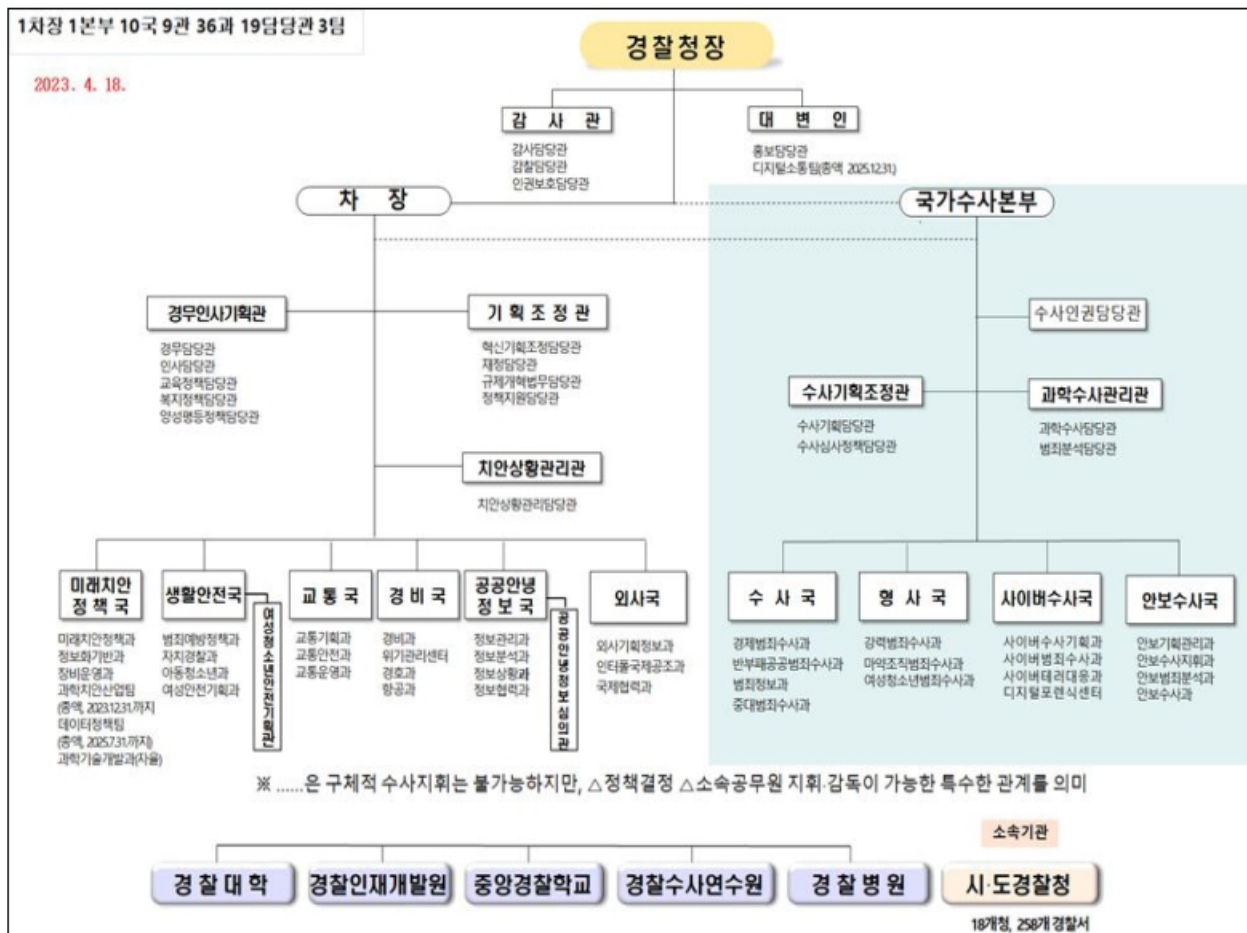 1차장 1본부 10국 9관 36과 19담당관 3팀
2023. 4. 18.
경찰청장
감 사 관
감사담당관
감찰담당관
인권보호담당관
대 변 인
홍보담당관
디지털소통팀(총액 2025.12.31.)
차 장
국가수사본부
경무인사기획관
경무담당관
인사담당관
교육정책담당관
복지정책담당관
양성평등정책담당관
기 획 조 정 관
혁신기획조정담당관
재정담당관
규제개혁법무담당관
정책지원담당관
치안상황관리관
치안상황관리담당관
수사인권담당관
수사기획조정관
수사기획담당관
수사심사정책담당관
과학수사관리관
과학수사담당관
범죄분석담당관
미래치안
정 책 국
미래치안정책과
정보화기반과
장비운영과
과학치안산업팀
(총액, 2023.12.31.까지)
데이터정책팀
(총액, 2025.7.31.까지)
과학기술개발과(자율)
생활안전국
범죄예방정책과
자치경찰과
아동청소년과
여성안전기획과
여성청소년안전기획관
교 통 국
교통기획과
교통안전과
교통운영과
경 비 국
경비과
위기관리센터
경호과
항공과
공공안녕
정 보 국
정보관리과
정보분석과
정보상황과
정보협력과
공공안녕정보심의관
외사국
외사기획정보과
인터폴국제공조과
국제협력과
수 사 국
경제범죄수사과
반부패공공범죄수사과
범죄정보과
중대범죄수사과
형 사 국
강력범죄수사과
마약조직범죄수사과
여성청소년범죄수사과
사이버수사국
사이버수사기획과
사이버범죄수사과
사이버테러대응과
디지털포렌식센터
안보수사국
안보기획관리과
안보수사지휘과
안보범죄분석과
안보수사과
※ ......은 구체적 수사지휘는 불가능하지만, △정책결정 △소속공무원 지휘·감독이 가능한 특수한 관계를 의미
소속기관
경 찰 대 학
경찰인재개발원
중앙경찰학교
경찰수사연수원
경 찰 병 원
시·도경찰청
18개청, 258개 경찰서